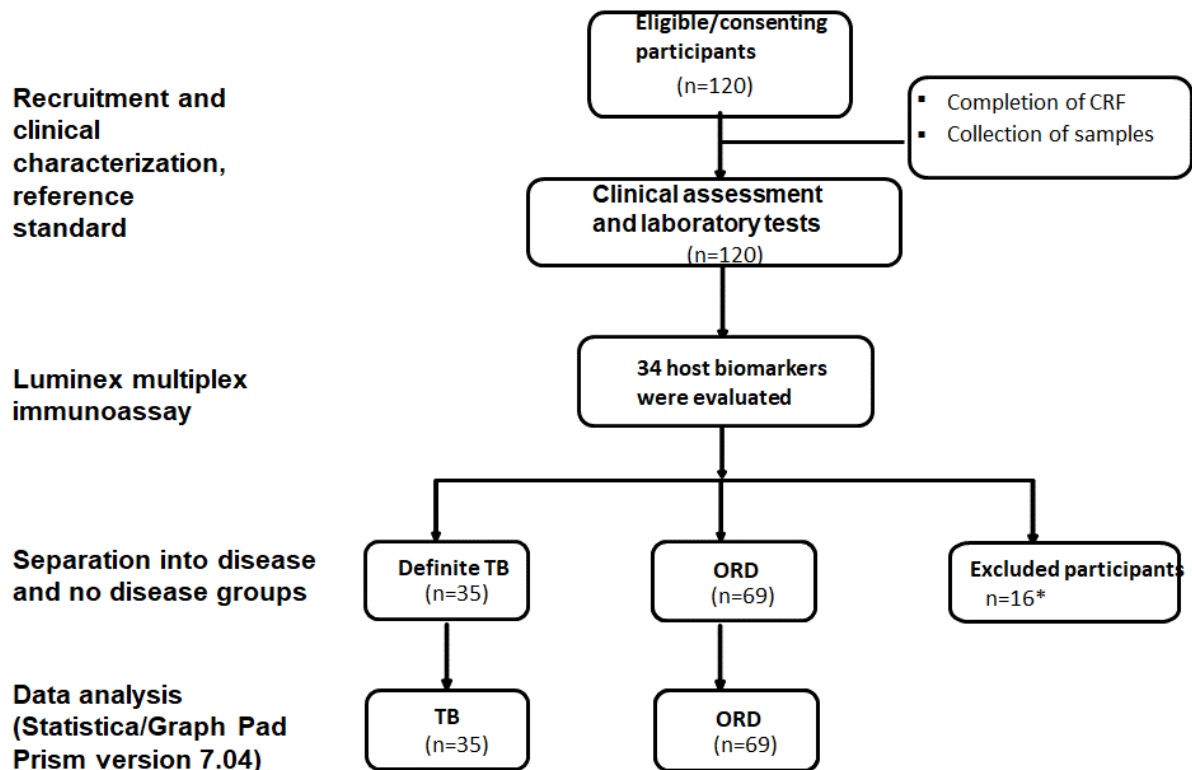 Eligible/consenting
participants
(n=120)
Recruitment and
clinical
characterization,
reference
standard
▪ Completion of CRF
▪ Collection of samples
Clinical assessment
and laboratory tests
(n=120)
Luminex multiplex
immunoassay
34 host biomarkers
were evaluated
Separation into disease
and no disease groups
Definite TB
(n=35)
ORD
(n=69)
Excluded participants
n=16*
Data analysis
(Statistica/Graph Pad
Prism version 7.04)
TB
(n=35)
ORD
(n=69)